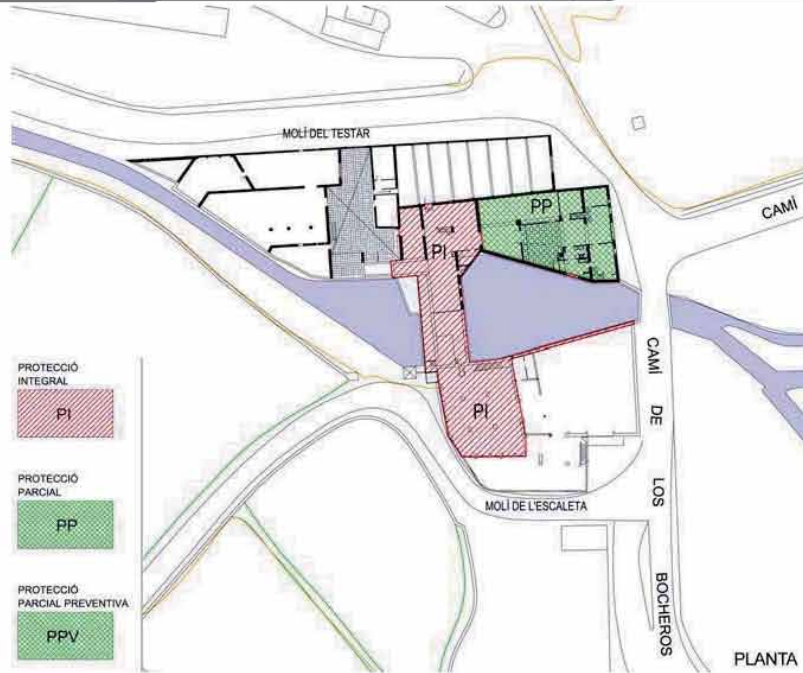 MOLÍ DEL TESTAR
PP
CAMÍ
PI
CAMÍ DE LOS BOCHEROS
PROTECCIÓ
INTEGRAL
PI
PI
PROTECCIÓ
PARCIAL
PP
MOLÍ DE L'ESCALETA
PROTECCIÓ
PARCIAL PREVENTIVA
PPV
PLANTA